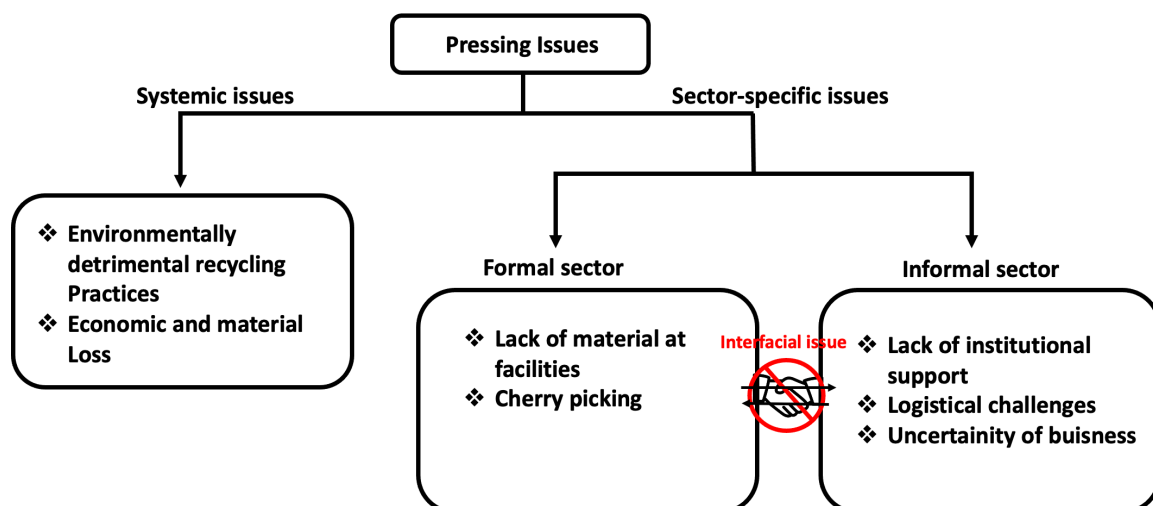 Pressing Issues
Systemic issues
Sector-specific issues
❖ Environmentally
detrimental recycling
Practices
❖ Economic and material
Loss
Formal sector
❖ Lack of material at
facilities
❖ Cherry picking
Interfacial issue
Informal sector
❖ Lack of institutional
support
❖ Logistical challenges
❖ Uncertainity of buisness